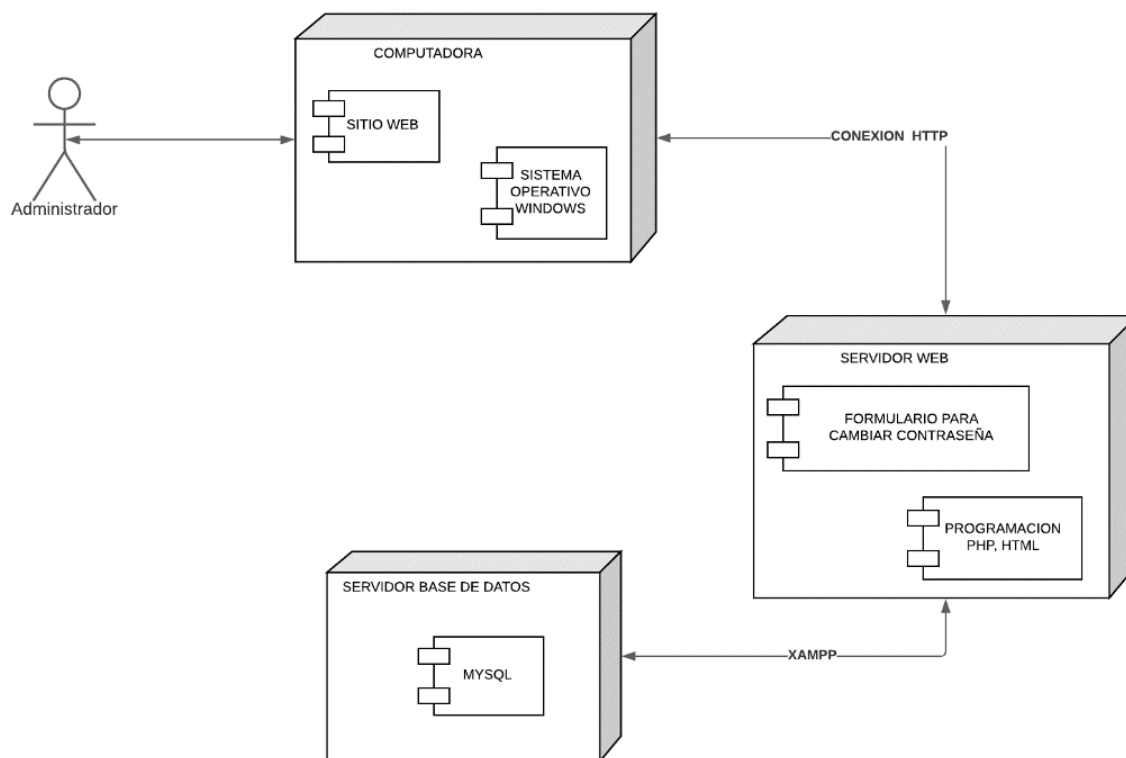 COMPUTADORA
SITIO WEB
SISTEMA
OPERATIVO
WINDOWS
Administrador
CONEXION HTTP
SERVIDOR WEB
FORMULARIO PARA
CAMBIAR CONTRASEÑA
PROGRAMACION
PHP, HTML
SERVIDOR BASE DE DATOS
MYSQL
XAMPP